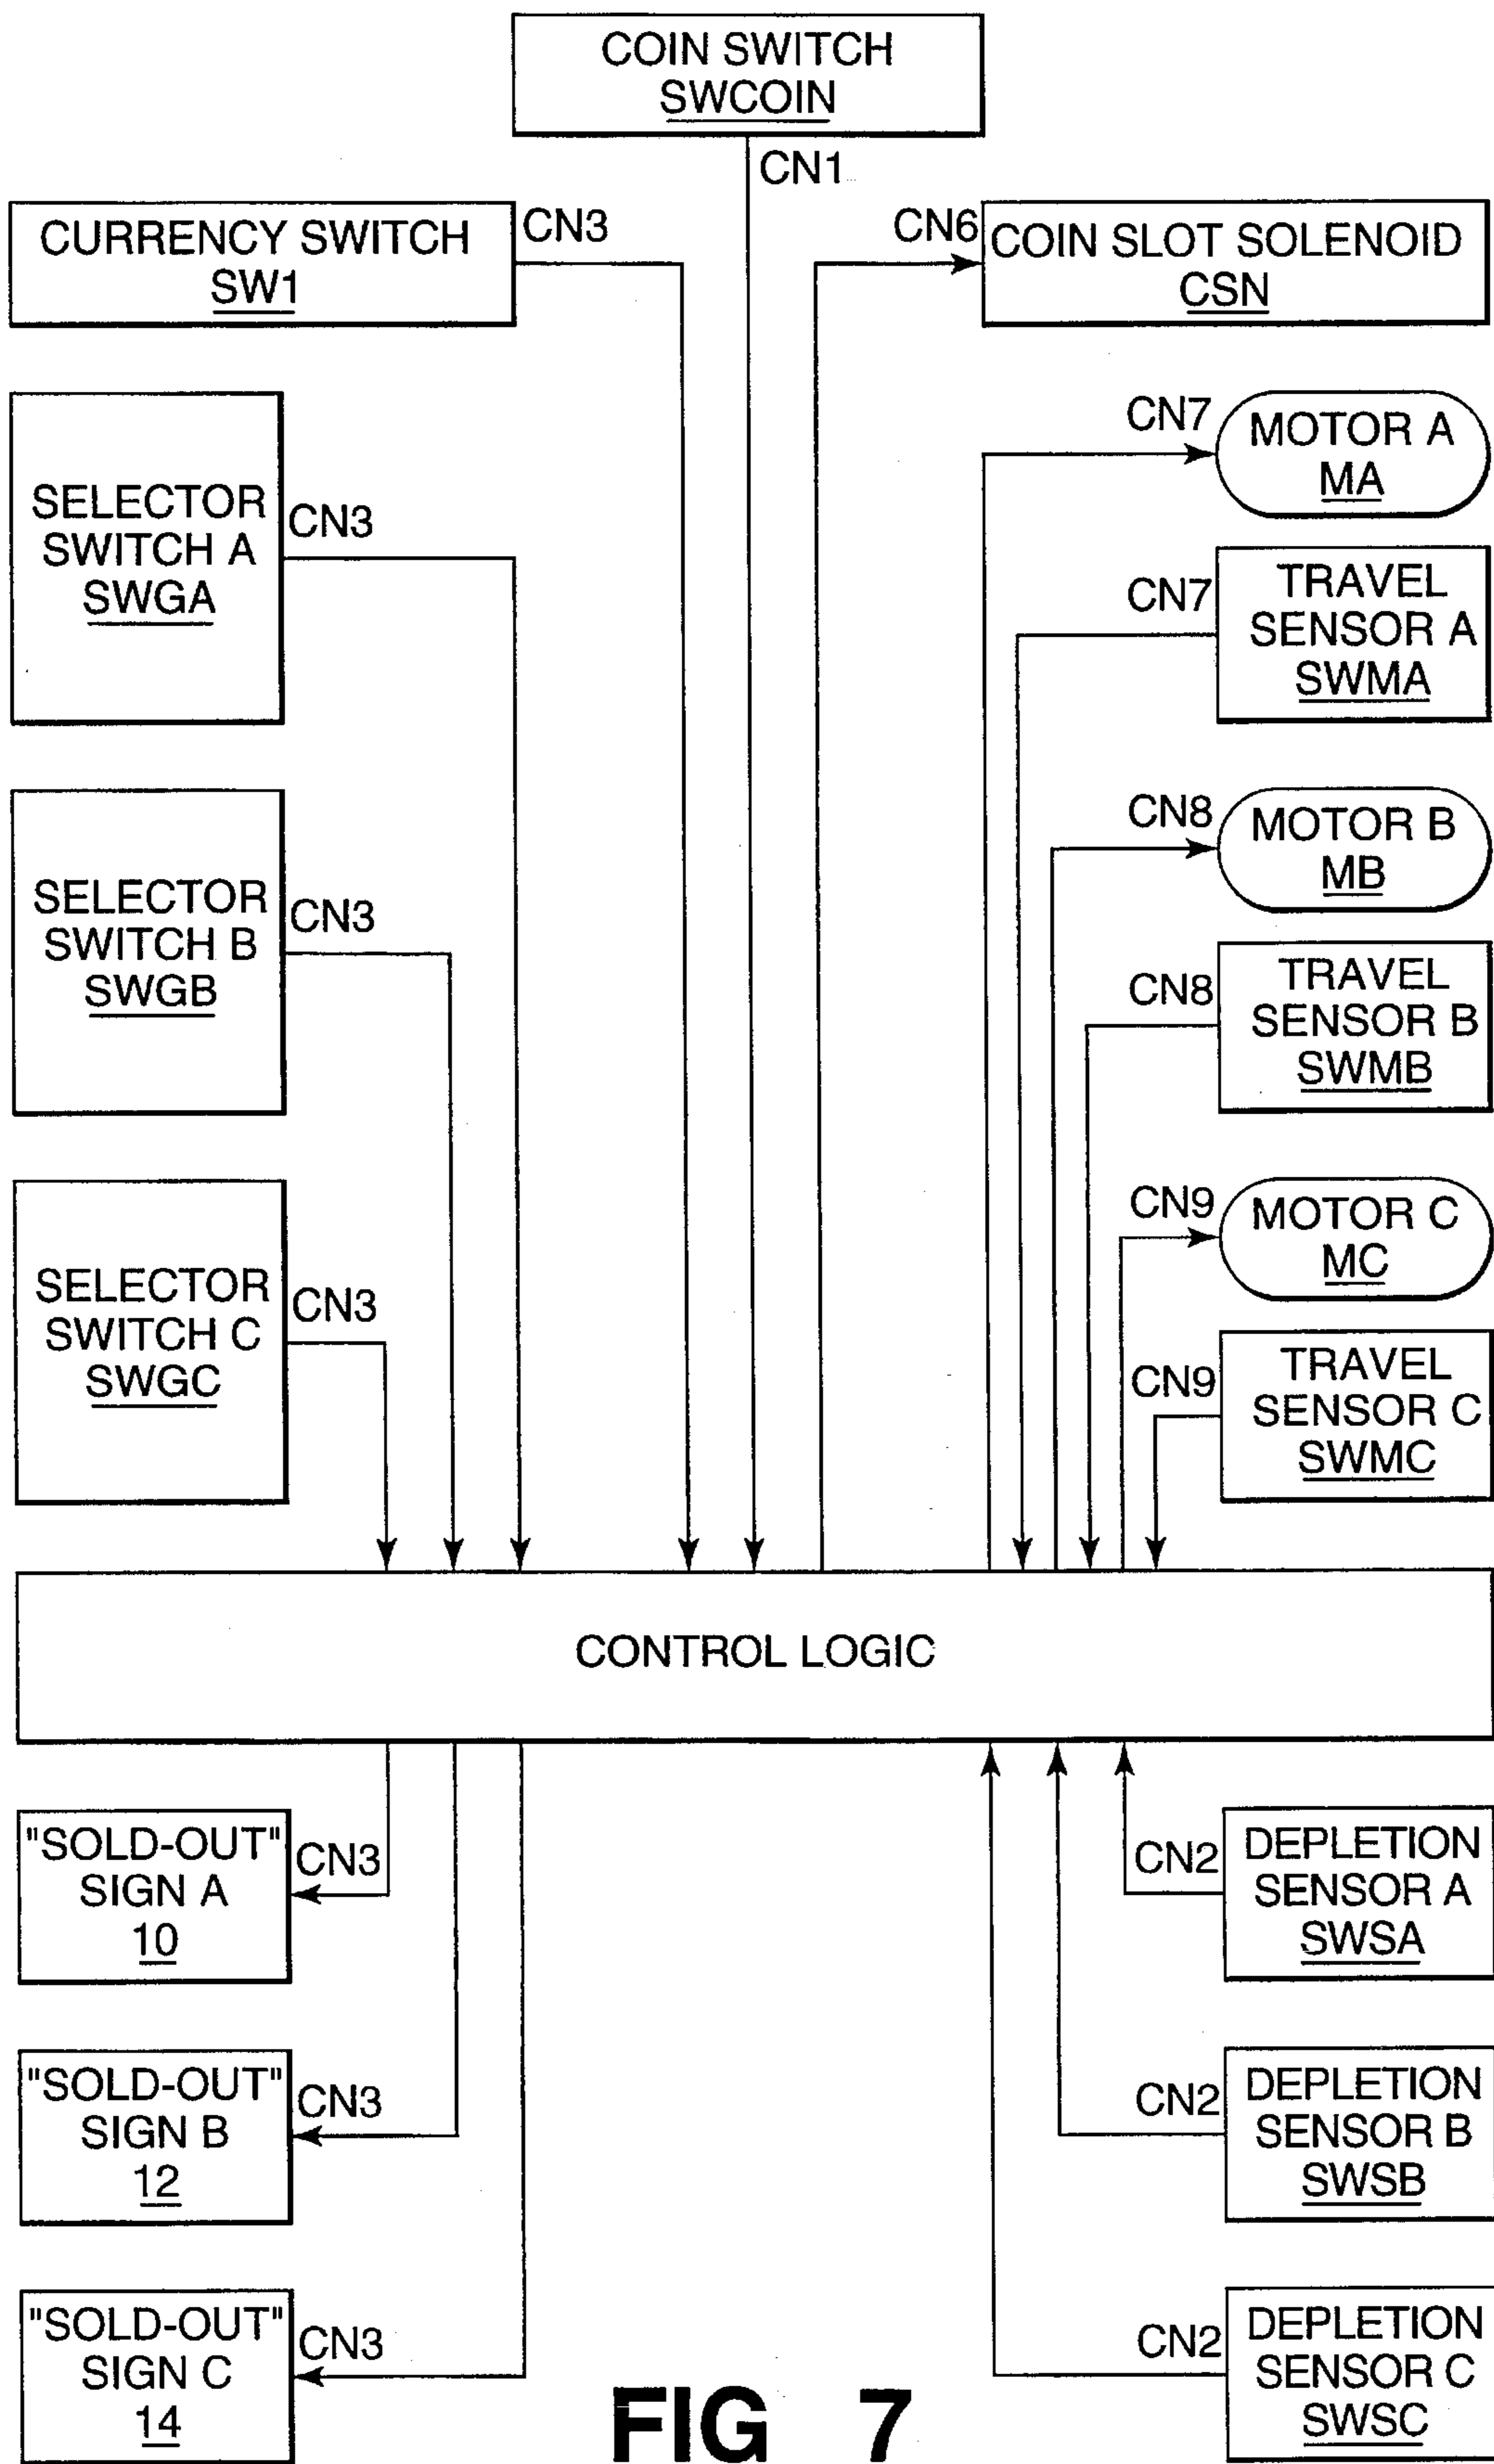 COIN SWITCH
SWCOIN
CN1
CURRENCY SWITCH
SW1
CN3
CN6
COIN SLOT SOLENOID
CSN
SELECTOR
SWITCH A
SWGA
CN3
CN7
MOTOR A
MA
CN7
TRAVEL
SENSOR A
SWMA
SELECTOR
SWITCH B
SWGB
CN3
CN8
MOTOR B
MB
CN8
TRAVEL
SENSOR B
SWMB
SELECTOR
SWITCH C
SWGC
CN3
CN9
MOTOR C
MC
CN9
TRAVEL
SENSOR C
SWMC
CONTROL LOGIC
"SOLD-OUT"
SIGN A
10
CN3
CN2
DEPLETION
SENSOR A
SWSA
"SOLD-OUT"
SIGN B
12
CN3
CN2
DEPLETION
SENSOR B
SWSB
"SOLD-OUT"
SIGN C
14
CN3
CN2
DEPLETION
SENSOR C
SWSC
FIG 7